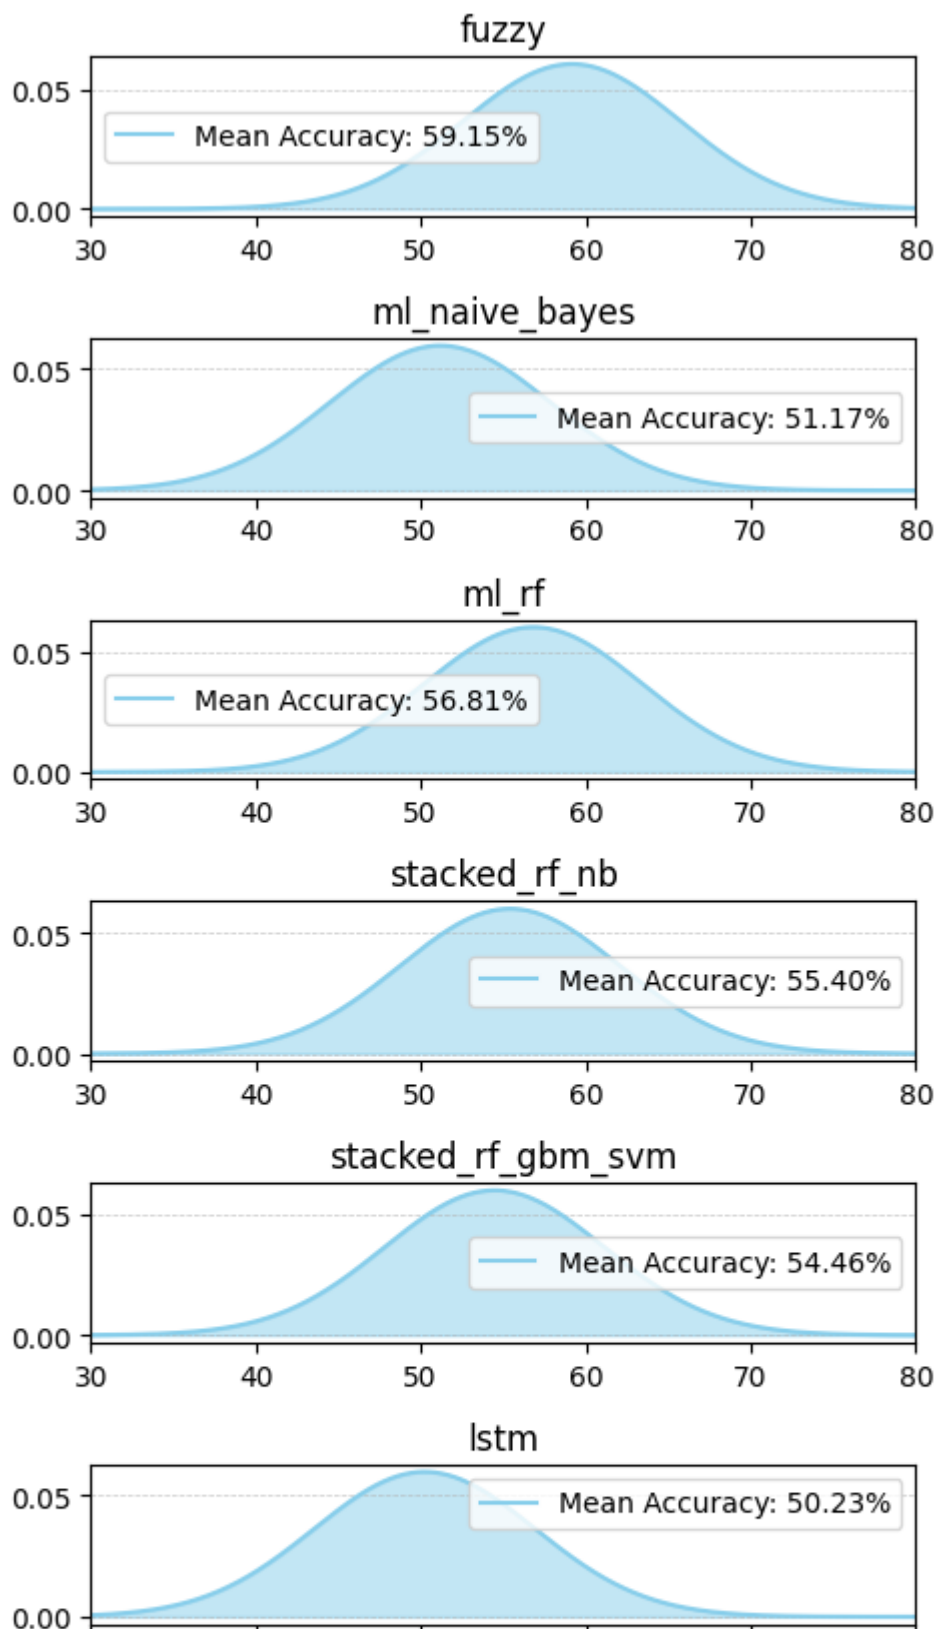 fuzzy
0.05
Mean Accuracy: 59.15%
0.00
30 40 50 60 70 80
ml_naive_bayes
0.05
Mean Accuracy: 51.17%
0.00
30 40 50 60 70 80
ml_rf
0.05
Mean Accuracy: 56.81%
0.00
30 40 50 60 70 80
stacked_rf_nb
0.05
Mean Accuracy: 55.40%
0.00
30 40 50 60 70 80
stacked_rf_gbm_svm
0.05
Mean Accuracy: 54.46%
0.00
30 40 50 60 70 80
lstm
0.05
Mean Accuracy: 50.23%
0.00